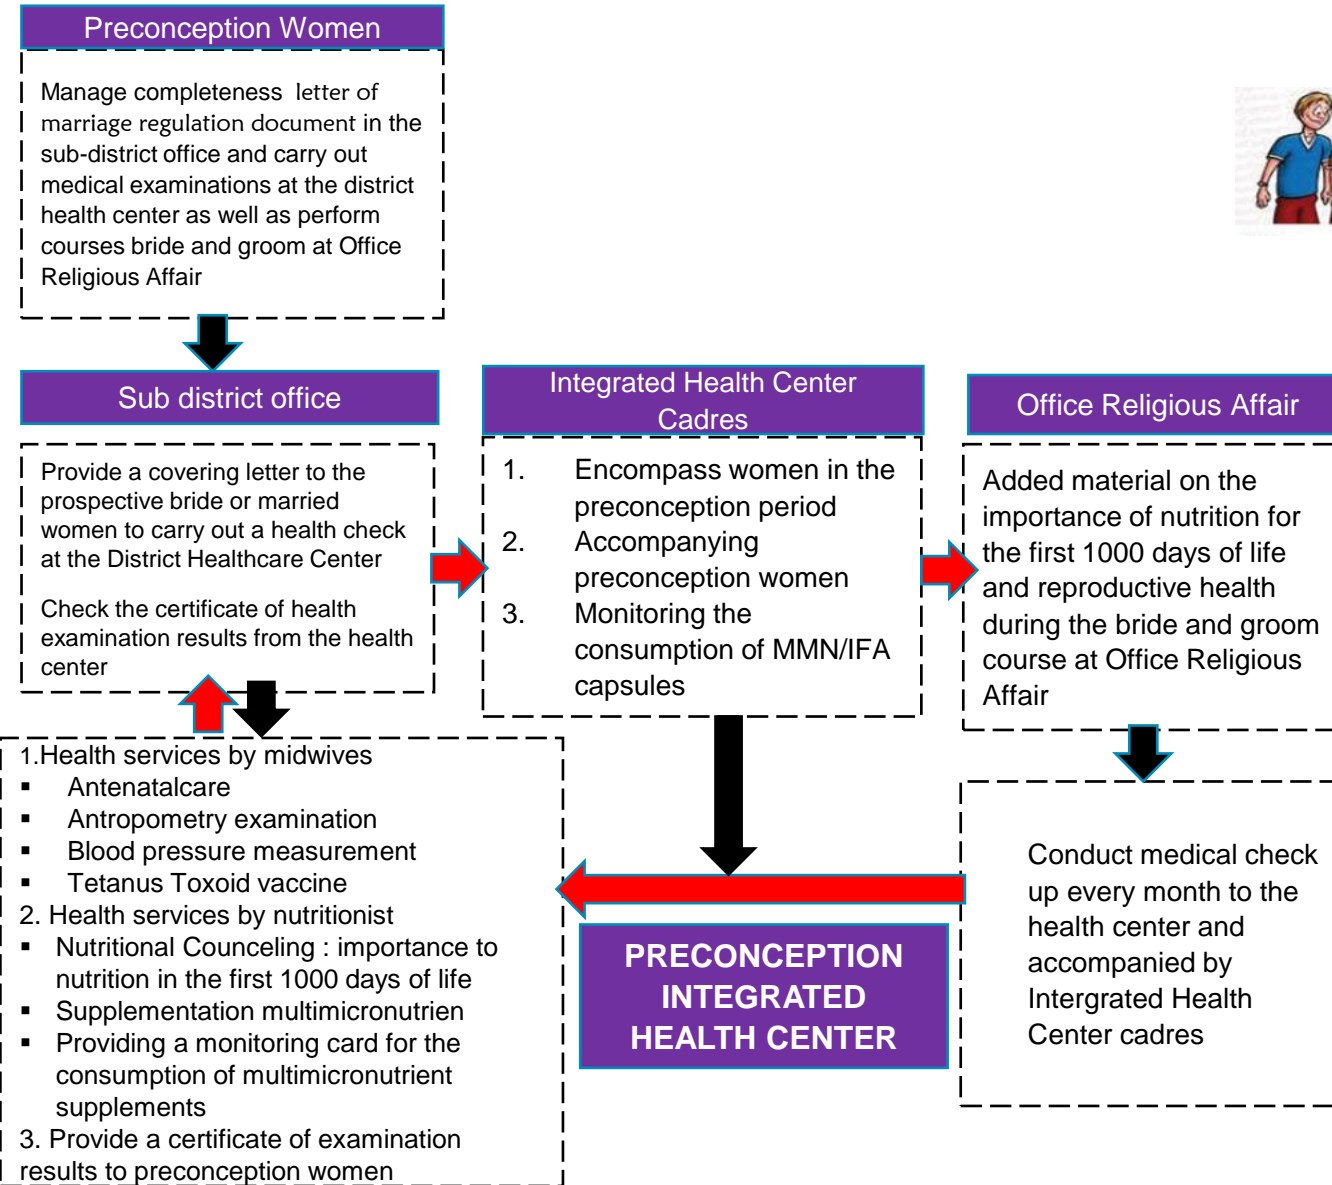 Preconception Women
Manage completeness letter of
marriage regulation document in the
sub-district office and carry out
medical examinations at the district
health center as well as perform
courses bride and groom at Office
Religious Affair
Sub district office
Provide a covering letter to the
prospective bride or married
women to carry out a health check
at the District Healthcare Center
Check the certificate of health
examination results from the health
center
Integrated Health Center
Cadres
1. Encompass women in the
preconception period
2. Accompanying
preconception women
3. Monitoring the
consumption of MMN/IFA
capsules
Office Religious Affair
Added material on the
importance of nutrition for
the first 1000 days of life
and reproductive health
during the bride and groom
course at Office Religious
Affair
1.Health services by midwives
▪ Antenatalcare
▪ Antropometry examination
▪ Blood pressure measurement
▪ Tetanus Toxoid vaccine
2. Health services by nutritionist
▪ Nutritional Counceling : importance to
nutrition in the first 1000 days of life
▪ Supplementation multimicronutrien
▪ Providing a monitoring card for the
consumption of multimicronutrient
supplements
3. Provide a certificate of examination
results to preconception women
PRECONCEPTION
INTEGRATED
HEALTH CENTER
Conduct medical check
up every month to the
health center and
accompanied by
Intergrated Health
Center cadres